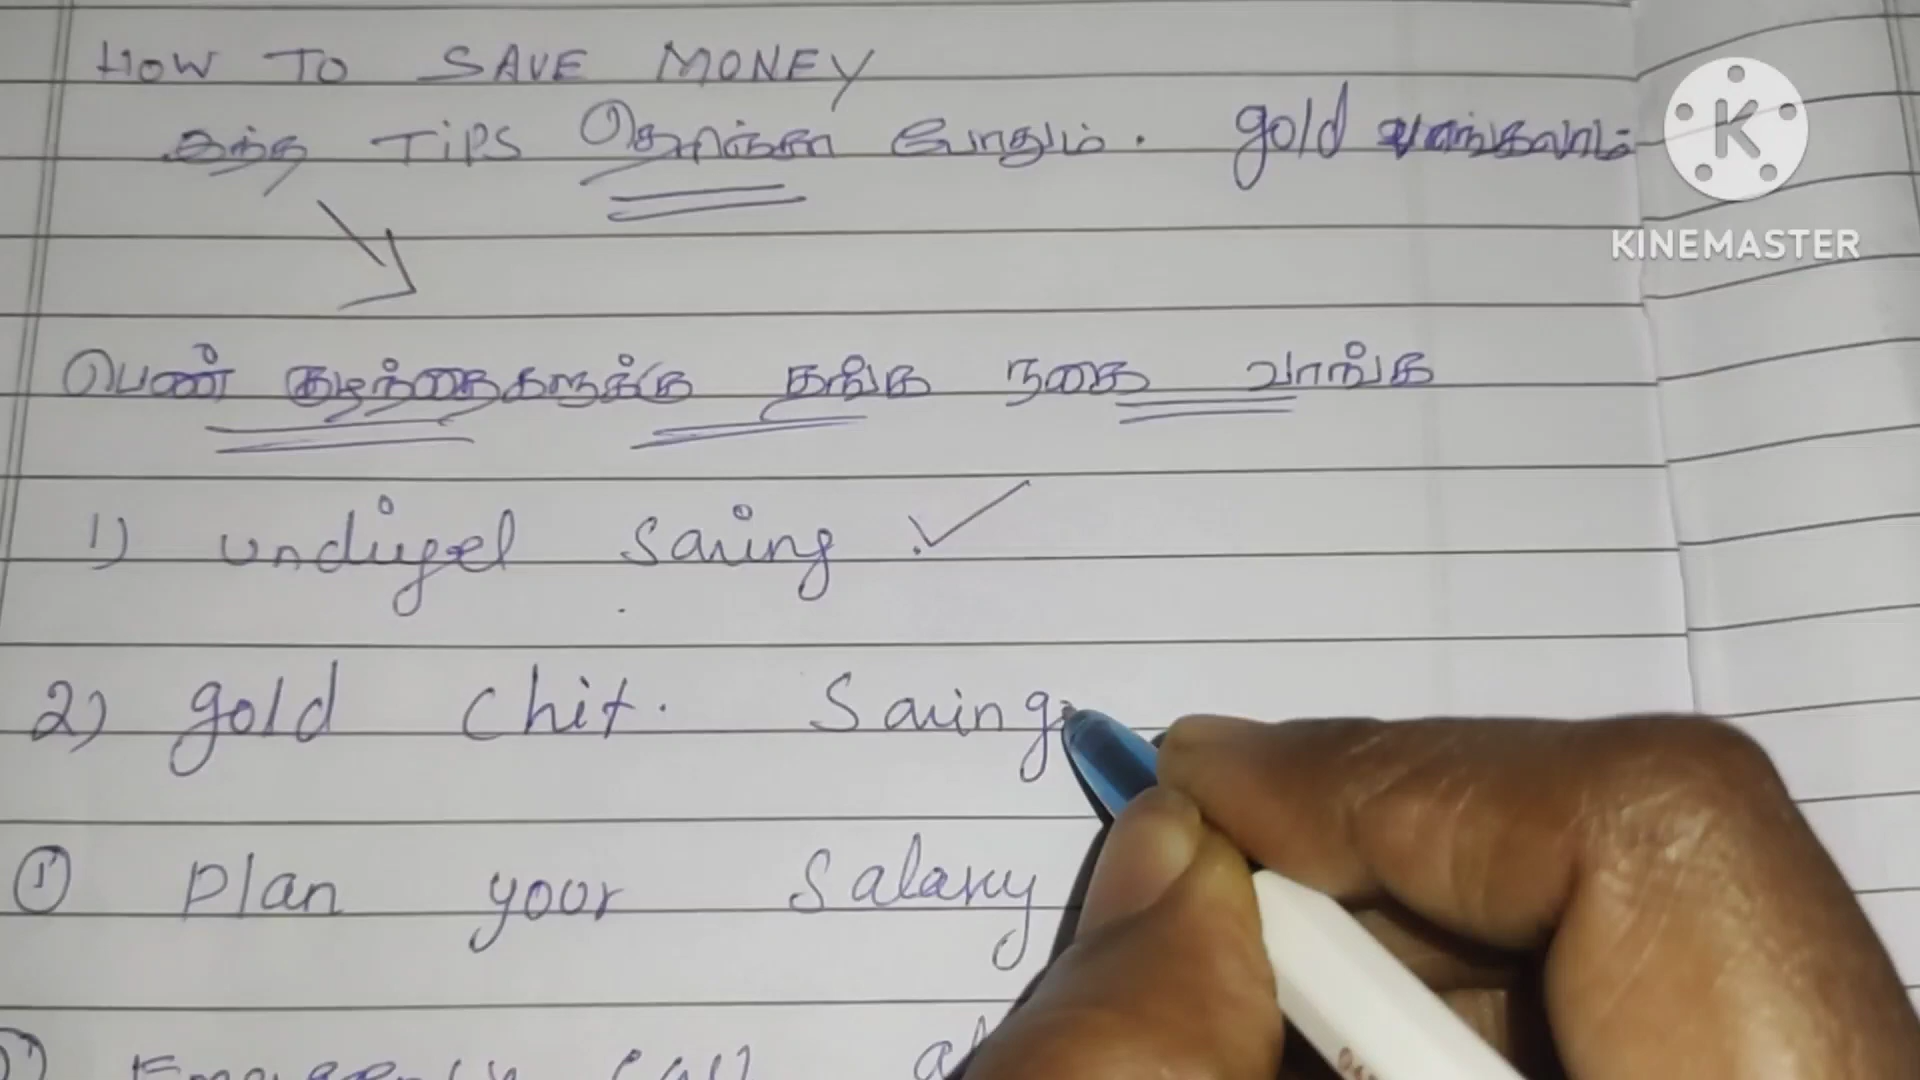 HOW TO SAVE MONEY
இந்த TiPS தெரிந்தா போதும். gold வாங்கலாம்
பெண் குழந்தைகளுக்கு தங்க நகை வாங்க
1) undiyel Saving ✓
2) gold chit. Saving
① Plan your Salary
KINEMASTER